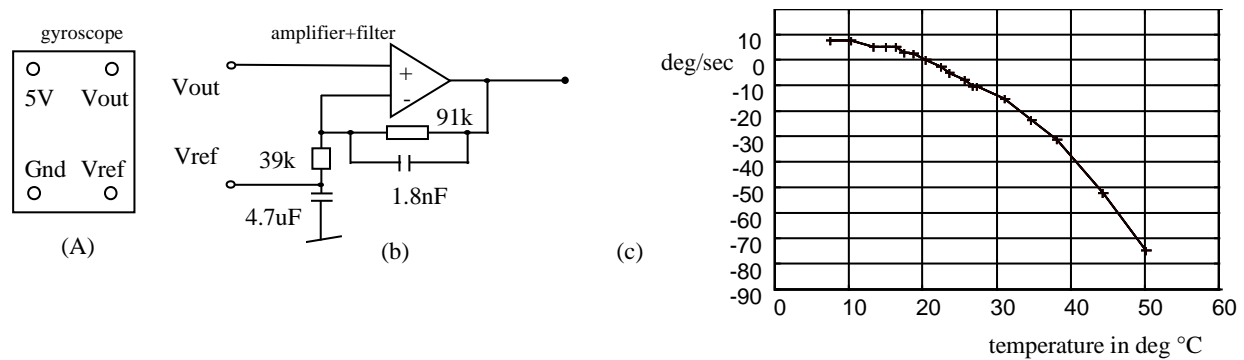 gyroscope
5V Vout
Gnd Vref
(A)
amplifier+filter
Vout
+
-
91k
Vref
39k
1.8nF
4.7uF
(b)
(c)
deg/sec
10
0
-10
-20
-30
-40
-50
-60
-70
-80
-90
0 10 20 30 40 50 60
temperature in deg °C